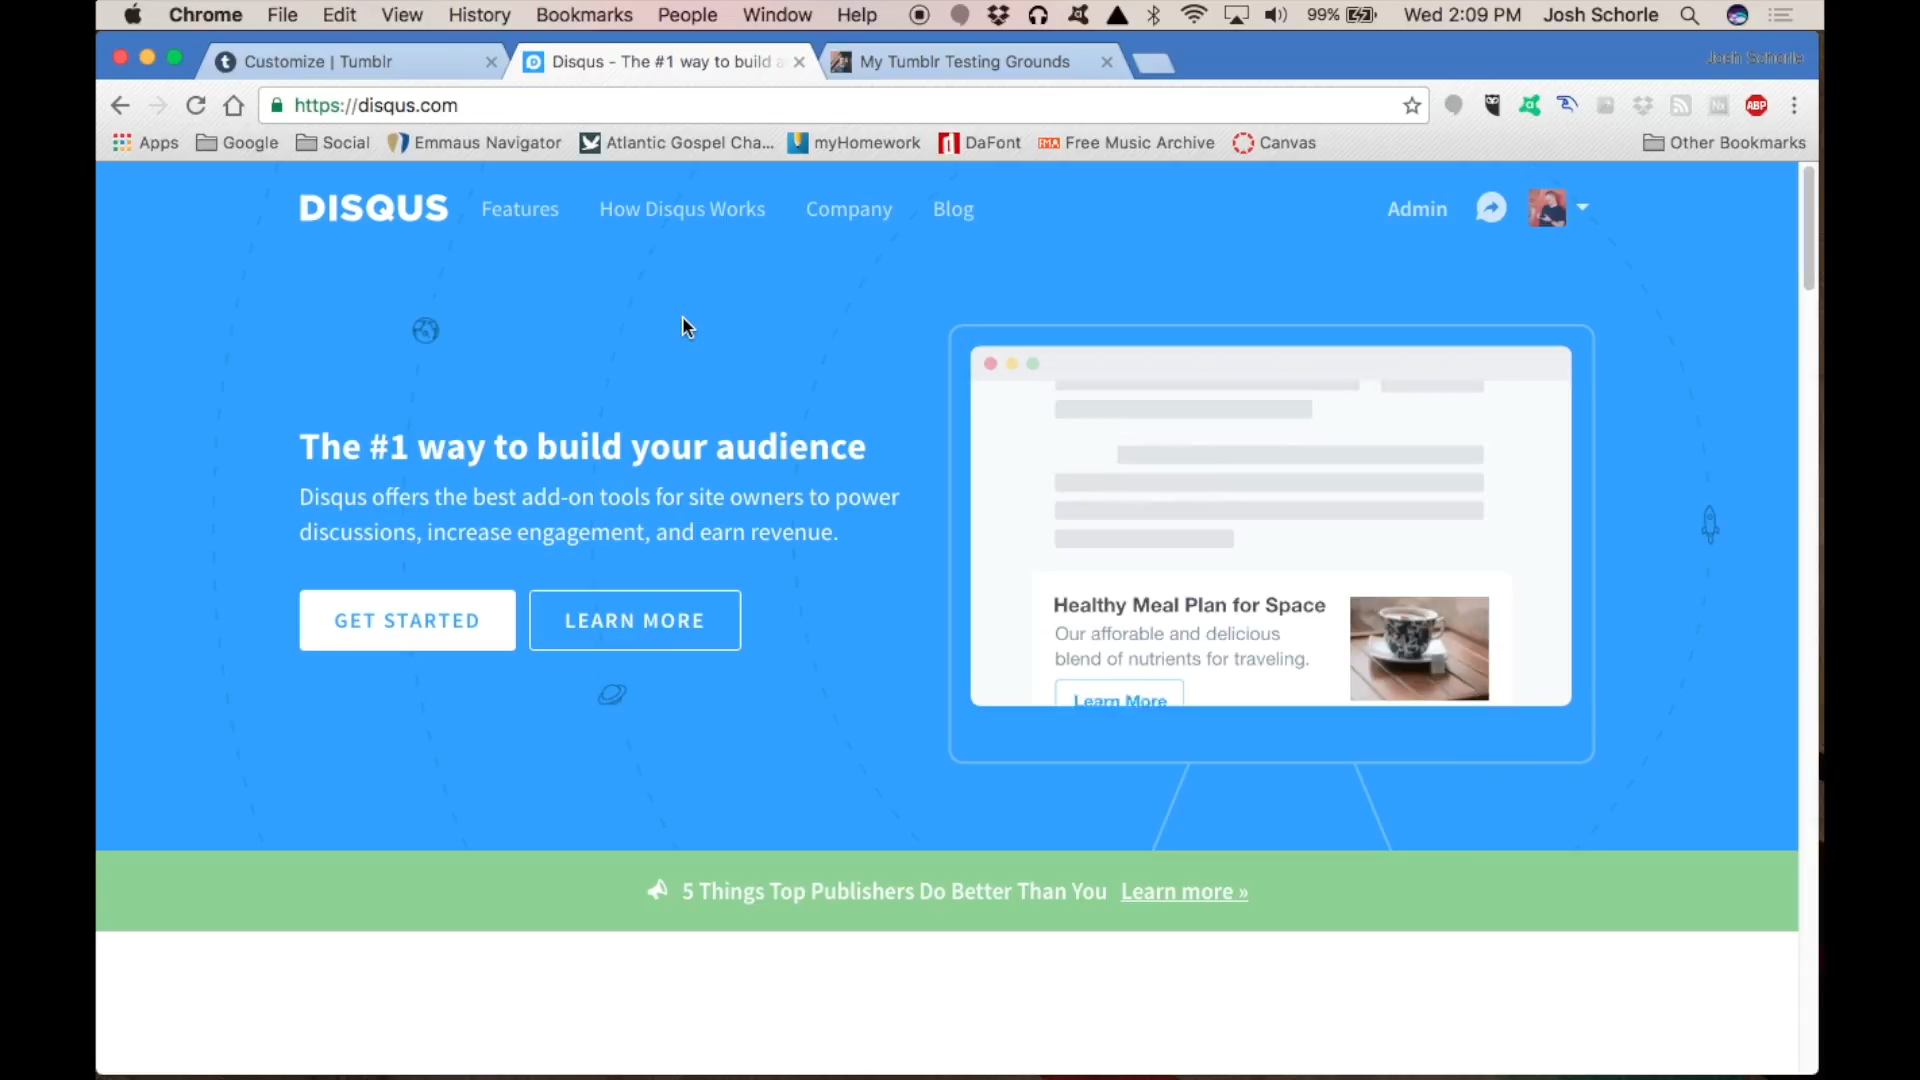 Chrome File Edit View History Bookmarks People Window Help 99% Wed 2:09 PM Josh Schorle
Customize | Tumblr
Disqus - The #1 way to build a
My Tumblr Testing Grounds
Josh Schorle
https://disqus.com
ABP
Apps Google Social Emmaus Navigator Atlantic Gospel Cha... myHomework DaFont Free Music Archive Canvas Other Bookmarks
DISQUS Features How Disqus Works Company Blog Admin
The #1 way to build your audience
Disqus offers the best add-on tools for site owners to power
discussions, increase engagement, and earn revenue.
GET STARTED LEARN MORE
Healthy Meal Plan for Space
Our afforable and delicious
blend of nutrients for traveling.
Learn More
5 Things Top Publishers Do Better Than You Learn more »